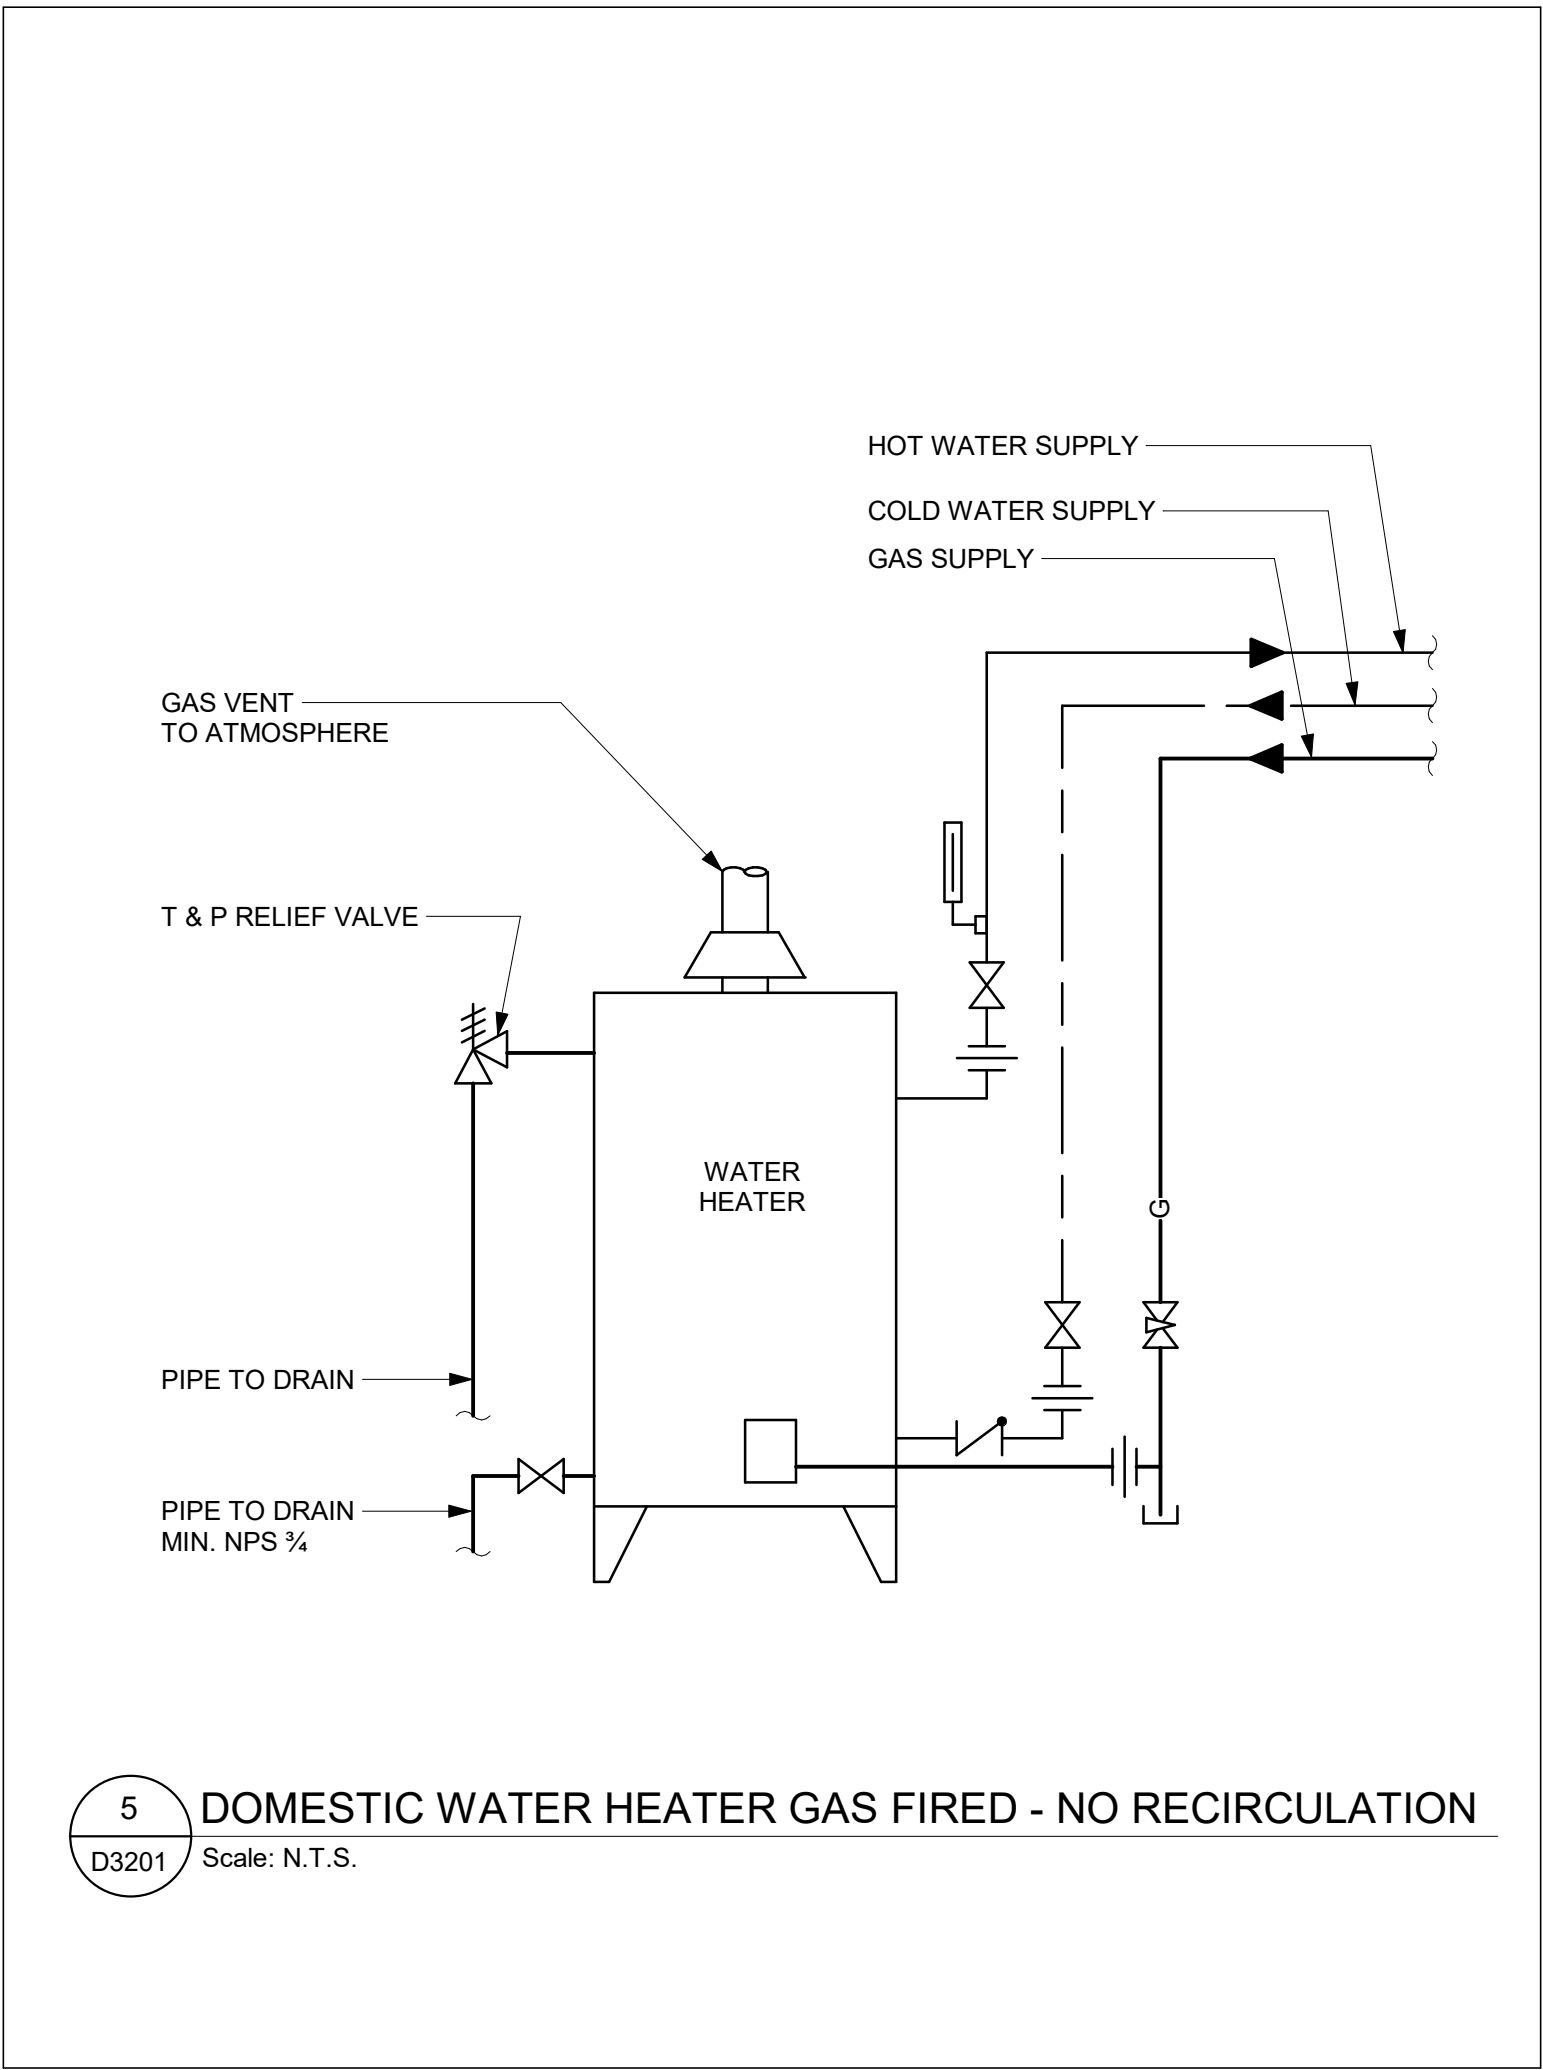 HOT WATER SUPPLY
COLD WATER SUPPLY
GAS SUPPLY
GAS VENT
TO ATMOSPHERE
T & P RELIEF VALVE
WATER
HEATER
G
PIPE TO DRAIN
PIPE TO DRAIN
MIN. NPS ¾
5
DOMESTIC WATER HEATER GAS FIRED - NO RECIRCULATION
D3201
Scale: N.T.S.